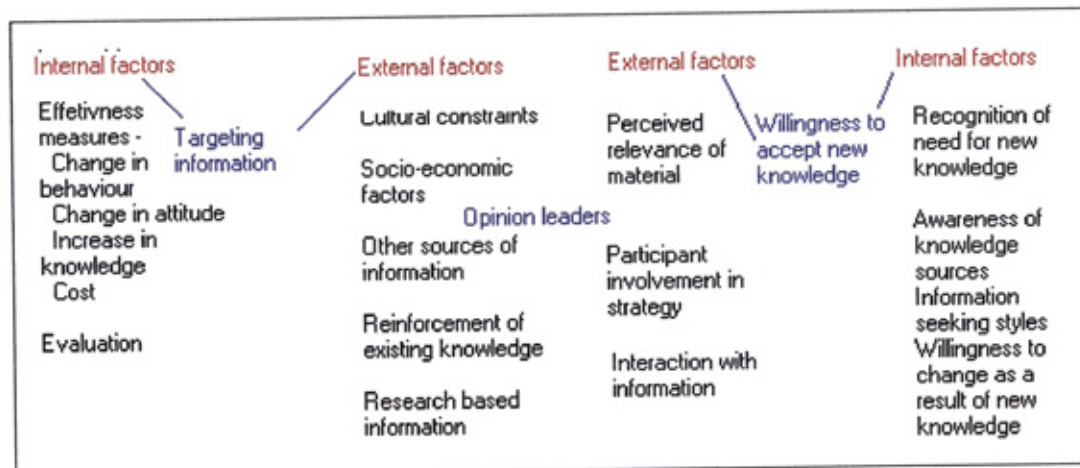 Internal factors
Effetivness
measures -
Change in
behaviour
Change in attitude
Increase in
knowledge
Cost
Evaluation
Targeting
information
External factors
Cultural constraints
Socio-economic
factors
Opinion leaders
Other sources of
information
Reinforcement of
existing knowledge
Research based
information
External factors
Perceived
relevance of
material
Participant
involvement in
strategy
Interaction with
information
Willingness to
accept new
knowledge
Internal factors
Recognition of
need for new
knowledge
Awareness of
knowledge
sources
Information
seeking styles
Willingness to
change as a
result of new
knowledge